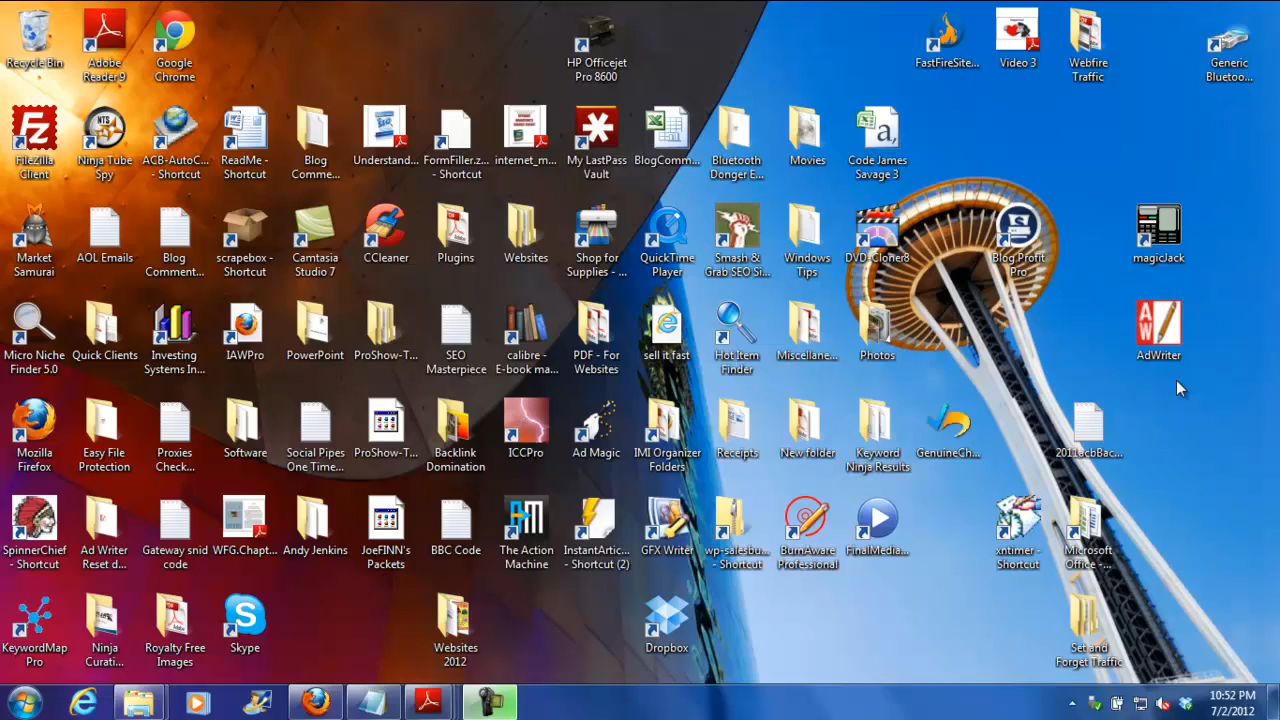 Recycle Bin
Adobe
Reader 9
Google
Chrome
HP Officejet
Pro 8600
FastFireSite...
Video 3
Webfire
Traffic
Generic
Bluetoo...
FileZilla
Client
Ninja Tube
Spy
ACB-AutoC...
- Shortcut
ReadMe -
Shortcut
Blog
Comme...
Understand...
FormFiller.z...
- Shortcut
internet_m...
My LastPass
Vault
BlogComm...
Bluetooth
Donger E...
Movies
Code James
Savage 3
Market
Samurai
AOL Emails
Blog
Comment...
scrapebox -
Shortcut
Camtasia
Studio 7
CCleaner
Plugins
Websites
Shop for
Supplies - ...
QuickTime
Player
Smash &
Grab SEO Si...
Windows
Tips
DVD-Cloner8
Blog Profit
Pro
magicJack
Micro Niche
Finder 5.0
Quick Clients
Investing
Systems In...
IAWPro
PowerPoint
ProShow-T...
SEO
Masterpiece
calibre -
E-book ma...
PDF - For
Websites
sell it fast
Hot Item
Finder
Miscellane...
Photos
AW
AdWriter
Mozilla
Firefox
Easy File
Protection
Proxies
Check...
Software
Social Pipes
One Time...
ProShow-T...
Backlink
Domination
ICCPro
Ad Magic
IMI Organizer
Folders
Receipts
New folder
Keyword
Ninja Results
GenuineCh...
2011acbBac...
SpinnerChief
- Shortcut
Ad Writer
Reset d...
Gateway snid
code
WFG.Chapt...
Andy Jenkins
JoeFINN's
Packets
BBC Code
The Action
Machine
InstantArtic...
- Shortcut (2)
GFX Writer
wp-salesbu...
- Shortcut
BurnAware
Professional
FinalMedia...
xntimer -
Shortcut
Microsoft
Office - ...
KeywordMap
Pro
Ninja
Curati...
Royalty Free
Images
Skype
Websites
2012
Dropbox
Set and
Forget Traffic
10:52 PM
7/2/2012